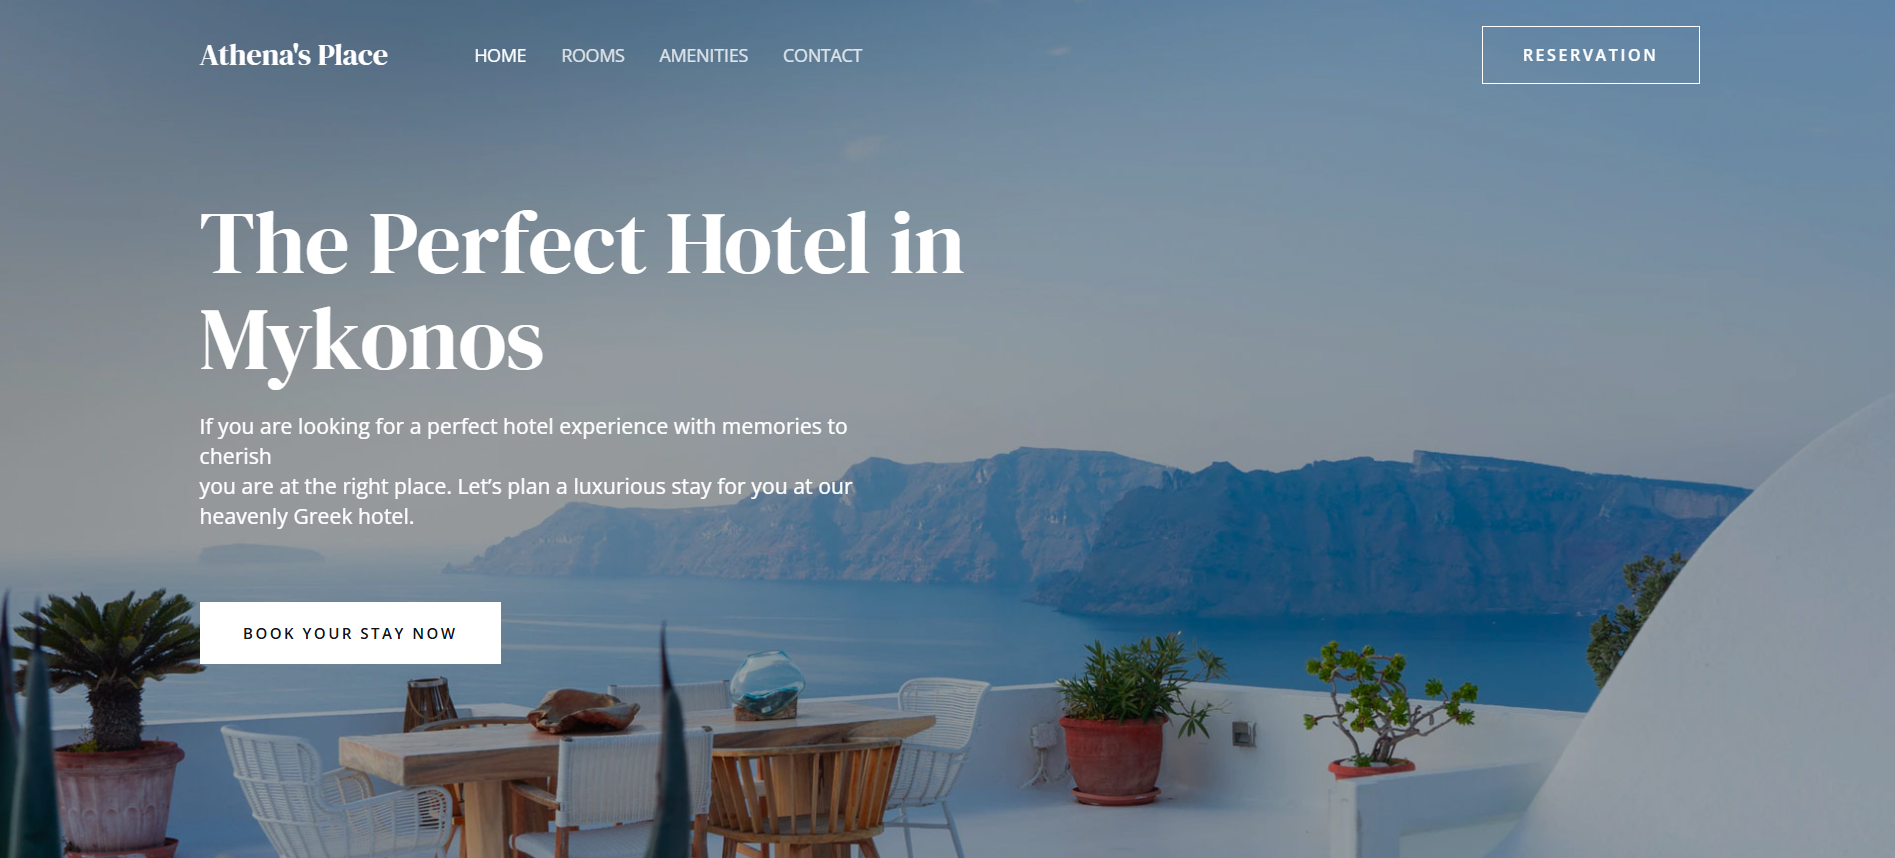 Athena's Place
HOME
ROOMS
AMENITIES
CONTACT
RESERVATION
The Perfect Hotel in
Mykonos
If you are looking for a perfect hotel experience with memories to
cherish
you are at the right place. Let’s plan a luxurious stay for you at our
heavenly Greek hotel.
BOOK YOUR STAY NOW